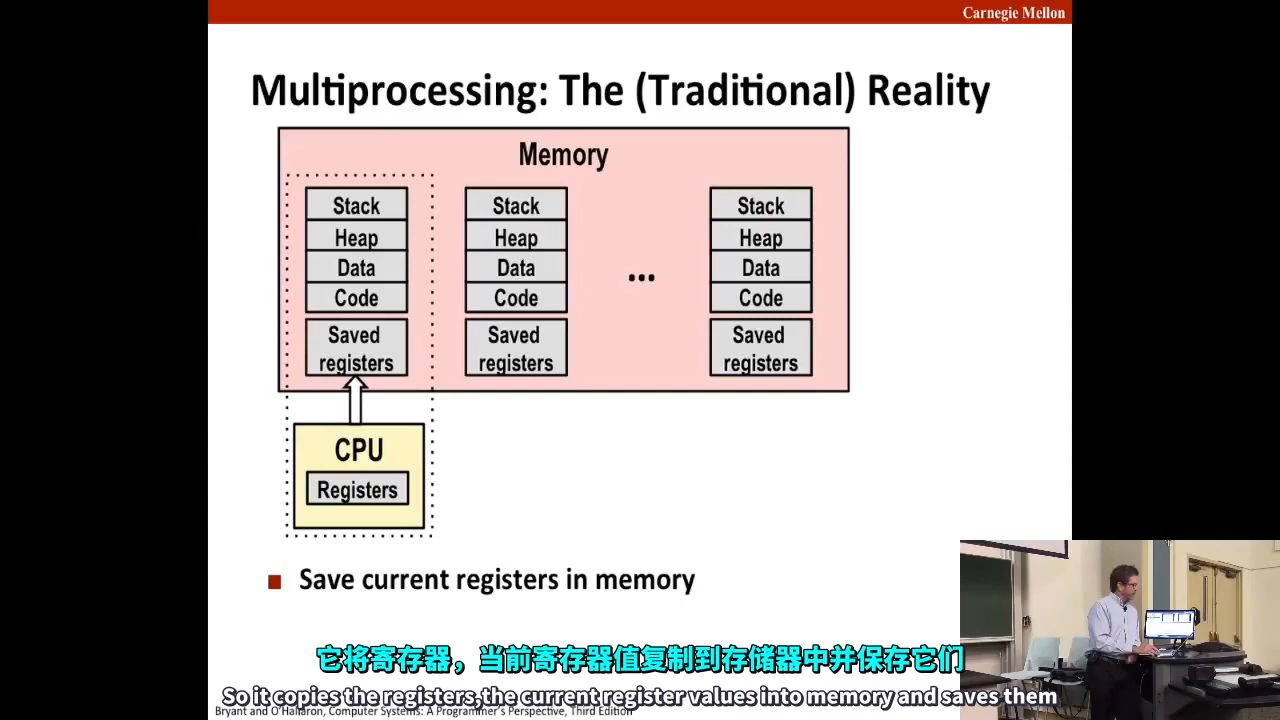 Carnegie Mellon
Multiprocessing: The (Traditional) Reality
Memory
Stack
Heap
Data
Code
Saved
registers
Stack
Heap
Data
Code
Saved
registers
...
Stack
Heap
Data
Code
Saved
registers
CPU
Registers
Save current registers in memory
它将寄存器，当前寄存器值复制到存储器中并保存它们
So it copies the registers,the current register values into memory and saves them
Bryant and O'Hallaron, Computer Systems: A Programmer's Perspective, Third Edition